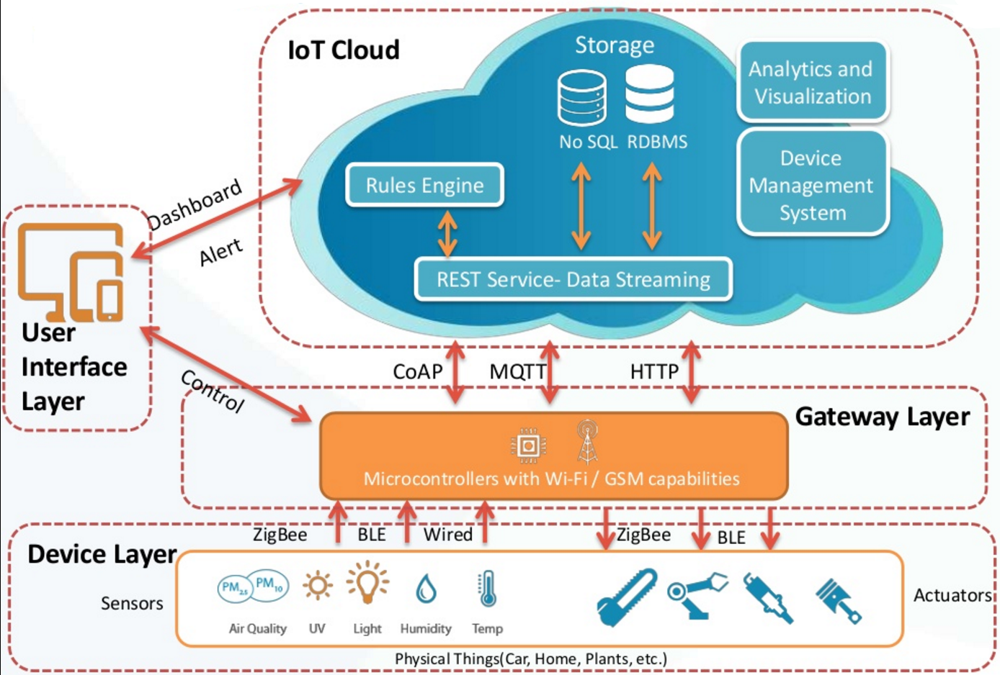 IoT Cloud
Storage
No SQL
RDBMS
Analytics and
Visualization
Device
Management
System
Rules Engine
REST Service- Data Streaming
Dashboard
Alert
User
Interface
Layer
Control
CoAP
MQTT
HTTP
Gateway Layer
Microcontrollers with Wi-Fi / GSM capabilities
ZigBee
BLE
Wired
ZigBee
BLE
Device Layer
Sensors
PM2.5
PM10
Air Quality
UV
Light
Humidity
Temp
Actuators
Physical Things(Car, Home, Plants, etc.)